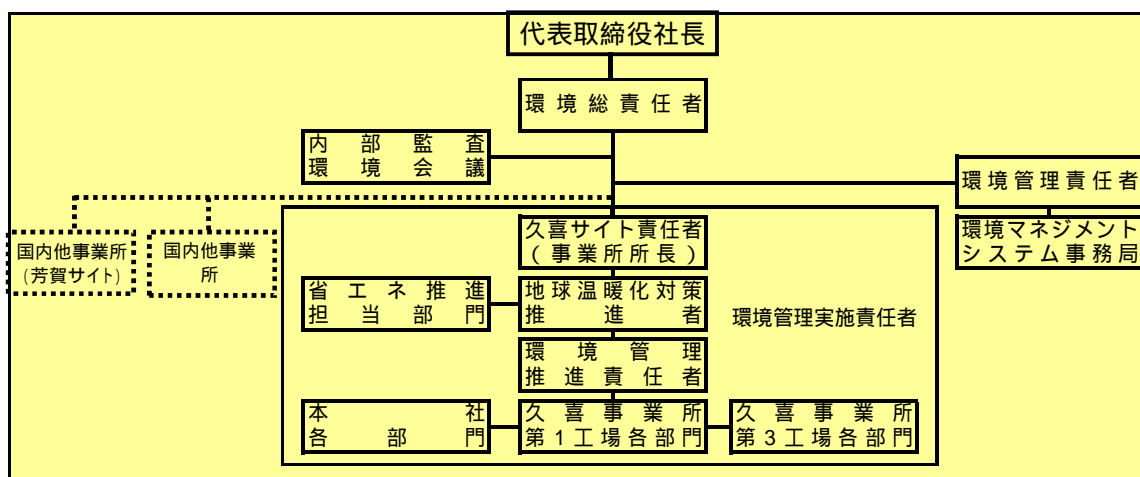 代表取締役社長
環境総責任者
内部監査
環境会議
環境管理責任者
環境マネジメント
システム事務局
国内他事業所
(芳賀サイト)
国内他事業
所
久喜サイト責任者
(事業所所長)
省エネ推進
担当部門
地球温暖化対策
推進者
環境管理実施責任者
環境管理
推進責任者
本社
各部門
久喜事業所
第1工場各部門
久喜事業所
第3工場各部門